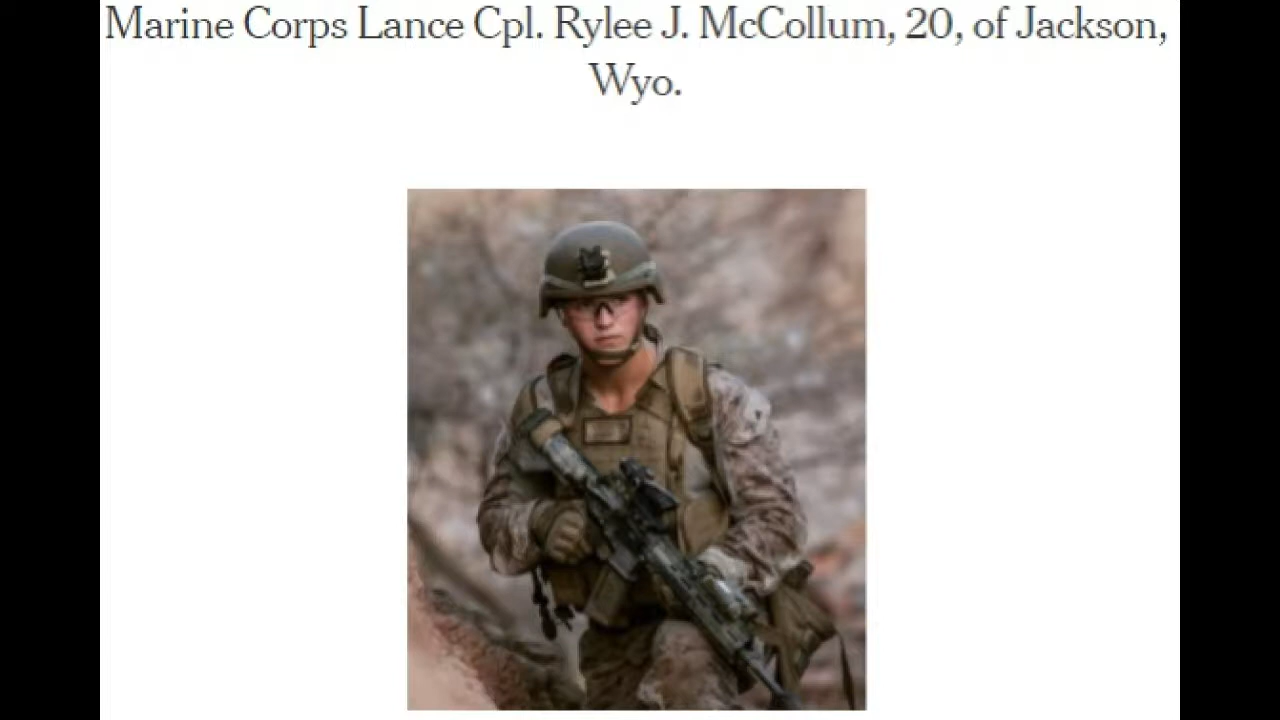 Marine Corps Lance Cpl. Rylee J. McCollum, 20, of Jackson,
Wyo.